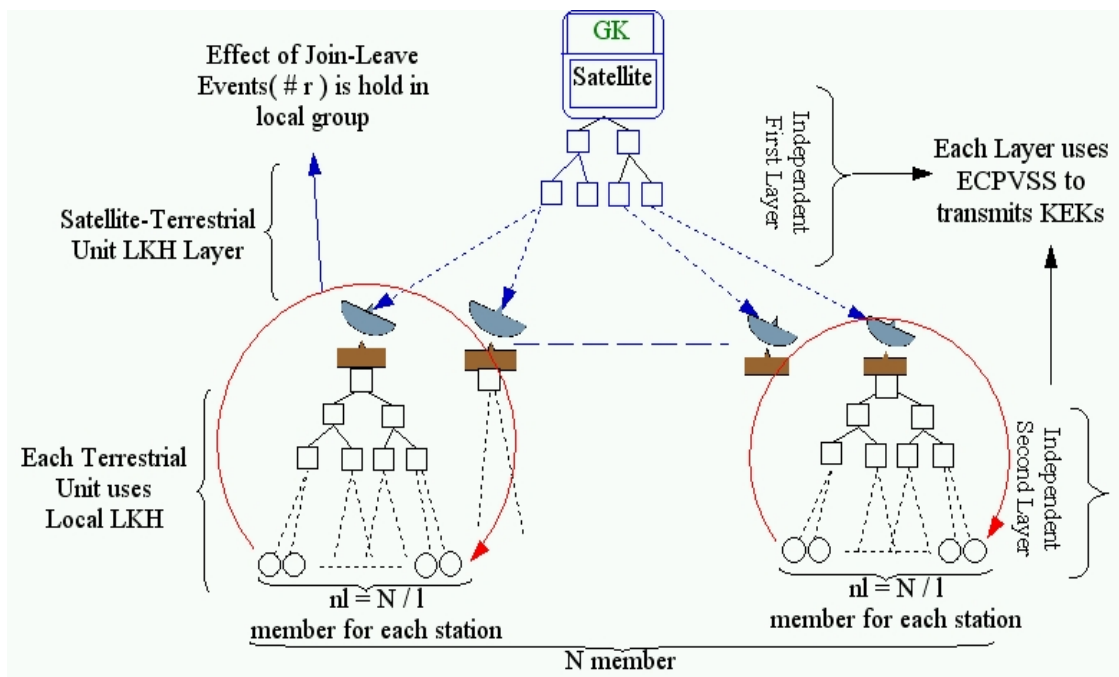 GK
Satellite
Effect of Join-Leave
Events( # r ) is hold in
local group
Independent
First Layer
Each Layer uses
ECPVSS to
transmits KEKs
Satellite-Terrestrial
Unit LKH Layer
Each Terrestrial
Unit uses
Local LKH
Independent
Second Layer
nl = N / l
member for each station
nl = N / l
member for each station
N member